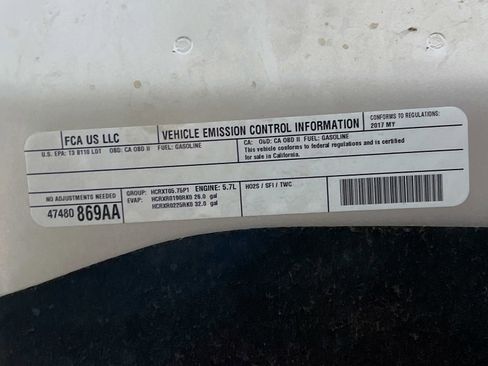 FCA US LLC
VEHICLE EMISSION CONTROL INFORMATION
CONFORMS TO REGULATIONS:
2017 MY
U.S. EPA: T3 B110 LDT OBD: CA OBD II FUEL: GASOLINE
CA: OBD: CA OBD II FUEL: GASOLINE
This vehicle conforms to federal regulations and is certified
for sale in California.
NO ADJUSTMENTS NEEDED
47480 869AA
GROUP: HCRXT05.75P1 ENGINE: 5.7L
EVAP: HCRXR0190RK0 26.0 gal
HCRXR0225RK0 32.0 gal
HO2S / SFI / TWC